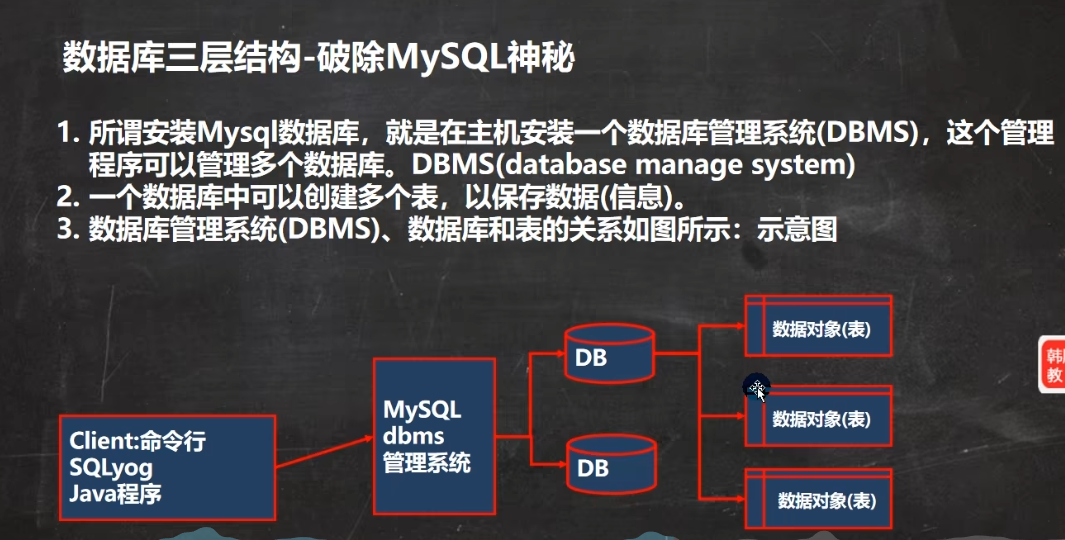 数据库三层结构-破除MySQL神秘
1. 所谓安装Mysql数据库，就是在主机安装一个数据库管理系统(DBMS)，这个管理
程序可以管理多个数据库。DBMS(database manage system)
2. 一个数据库中可以创建多个表，以保存数据(信息)。
3. 数据库管理系统(DBMS)、数据库和表的关系如图所示：示意图
Client:命令行
SQLyog
Java程序
MySQL
dbms
管理系统
DB
DB
数据对象(表)
数据对象(表)
数据对象(表)
教